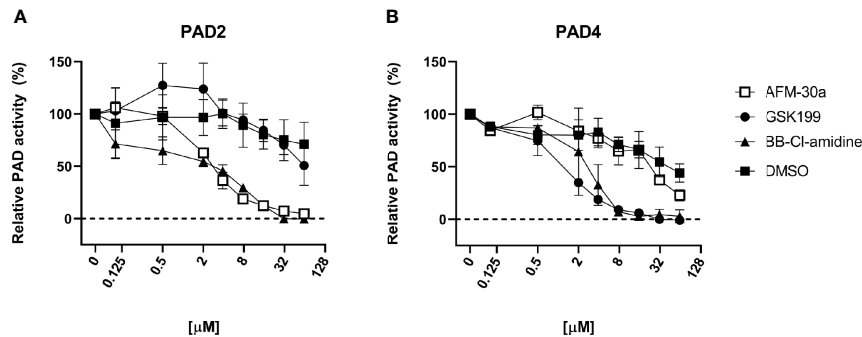 A
PAD2
Relative PAD activity (%)
150
100
50
0
0
0.125
0.5
2
8
32
128
[μM]
B
PAD4
Relative PAD activity (%)
150
100
50
0
0
0.125
0.5
2
8
32
128
[μM]
AFM-30a
GSK199
BB-Cl-amidine
DMSO